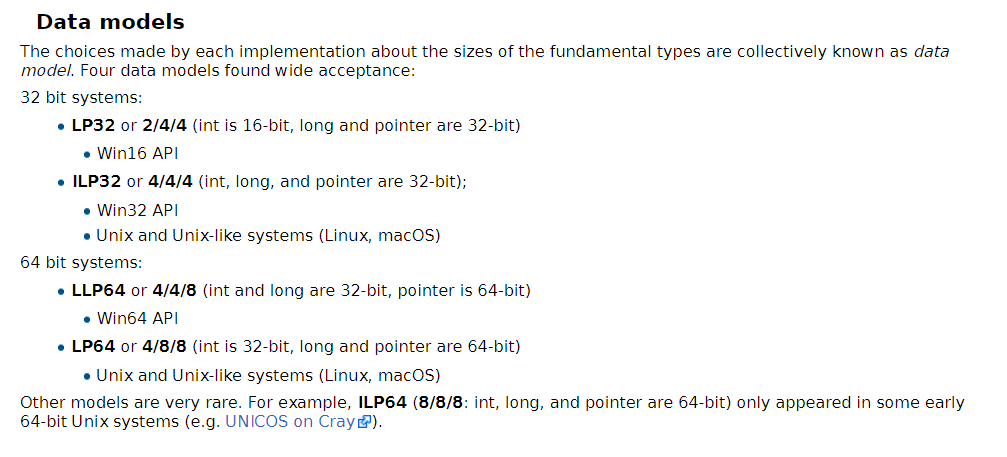 Data models
The choices made by each implementation about the sizes of the fundamental types are collectively known as data
model. Four data models found wide acceptance:
32 bit systems:
LP32 or 2/4/4 (int is 16-bit, long and pointer are 32-bit)
Win16 API
ILP32 or 4/4/4 (int, long, and pointer are 32-bit);
Win32 API
Unix and Unix-like systems (Linux, macOS)
64 bit systems:
LLP64 or 4/4/8 (int and long are 32-bit, pointer is 64-bit)
Win64 API
LP64 or 4/8/8 (int is 32-bit, long and pointer are 64-bit)
Unix and Unix-like systems (Linux, macOS)
Other models are very rare. For example, ILP64 (8/8/8: int, long, and pointer are 64-bit) only appeared in some early
64-bit Unix systems (e.g. UNICOS on Cray).